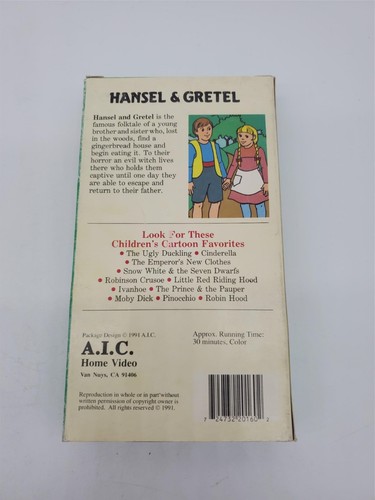 HANSEL & GRETEL
Hansel and Gretel is the
famous folktale of a young
brother and sister who, lost
in the woods, find a
gingerbread house and
begin eating it. To their
horror an evil witch lives
there who holds them
captive until one day they
are able to escape and
return to their father.
Look For These
Children's Cartoon Favorites
• The Ugly Duckling • Cinderella
• The Emperor's New Clothes
• Snow White & the Seven Dwarfs
• Robinson Crusoe • Little Red Riding Hood
• Ivanhoe • The Prince & the Pauper
• Moby Dick • Pinocchio • Robin Hood
Package Design © 1991 A.I.C.
A.I.C.
Home Video
Van Nuys, CA 91406
Approx. Running Time:
30 minutes, Color
Reproduction in whole or in part without
written permission of copyright owner is
prohibited. All rights reserved © 1991.
7 24732 20160 2